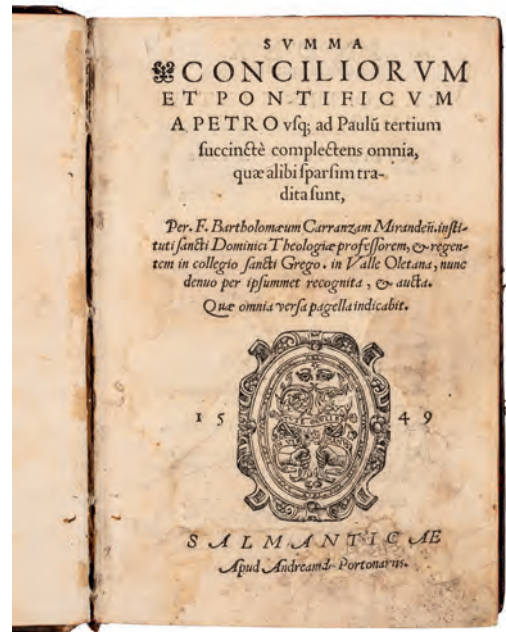 SVMMA
CONCILIORVM
ET PONTIFICVM
A PETRO vſq; ad Paulũ tertium
ſuccinctè complectens omnia,
quæ alibi ſparſim tra-
dita ſunt,
Per. F. Bartholomæum Carranzam Mirandeñ. inſti-
tuti ſancti Dominici Theologiæ profeſſorem, & regen-
tem in collegio ſancti Grego. in Valle Oletana, nunc
denuo per ipſummet recognita, & aucta.
Quæ omnia verſa pagella indicabit.
15 49
SALMANTICAE
Apud Andream de Portonariis.